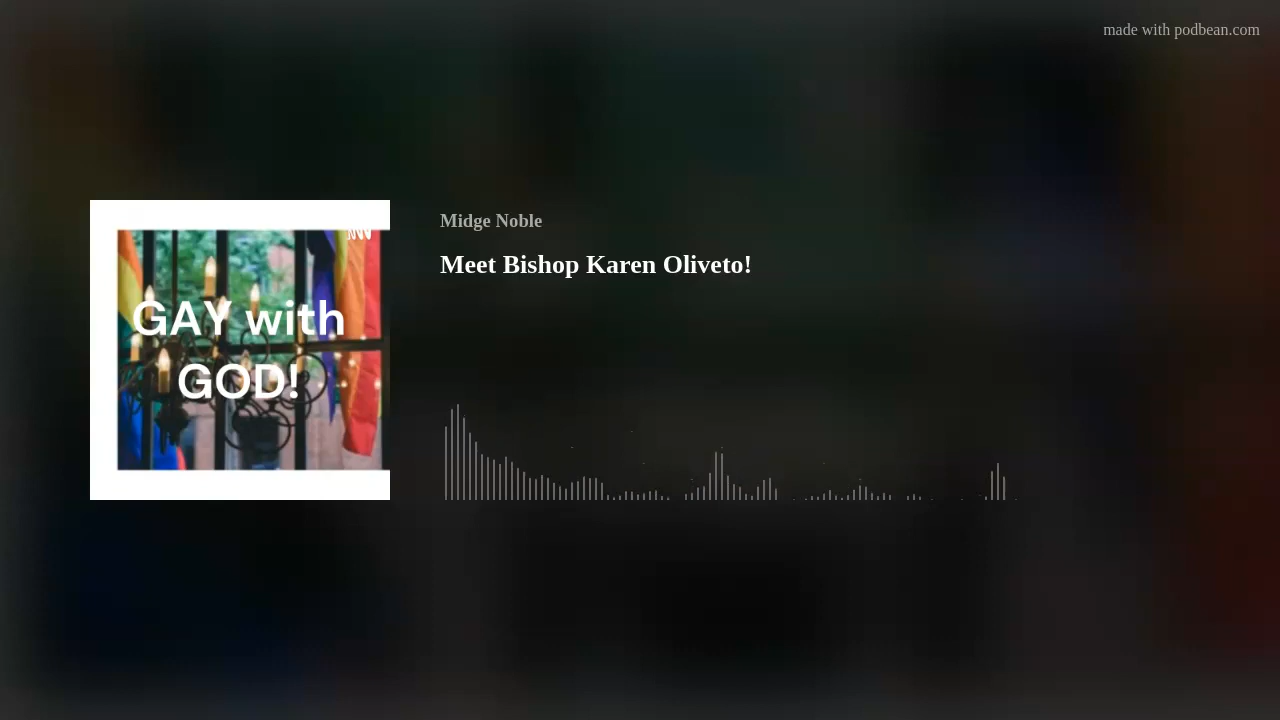 made with podbean.com
Midge Noble
Meet Bishop Karen Oliveto!
GAY with
GOD!